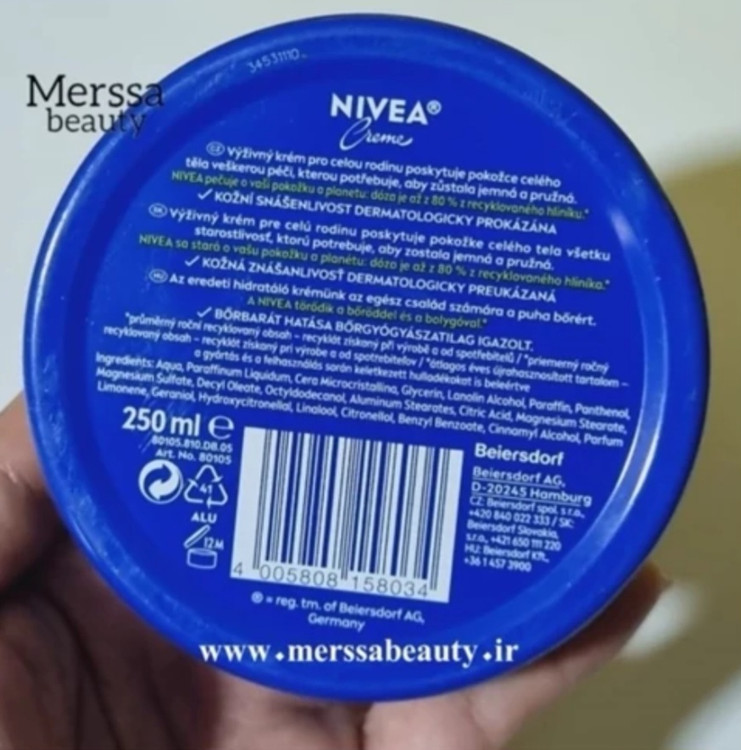 34531110
Merssa
beauty
NIVEA®
Creme
CZ Výživný krém pro celou rodinu poskytuje pokožce celého
těla veškerou péči, kterou potřebuje, aby zůstala jemná a pružná.
NIVEA pečuje o vaši pokožku a planetu: dóza je až z 80 % z recyklovaného hliníku.*
✓ KOŽNÍ SNÁŠENLIVOST DERMATOLOGICKY PROKÁZÁNA
SK Výživný krém pre celú rodinu poskytuje pokožke celého tela všetku
starostlivosť, ktorú potrebuje, aby zostala jemná a pružná.
NIVEA sa stará o vašu pokožku a planétu: dóza je až z 80 % z recyklovaného hliníka.*
✓ KOŽNÁ ZNÁŠANLIVOSŤ DERMATOLOGICKY PREUKÁZANÁ
HU Az eredeti hidratáló krémünk az egész család számára a puha bőrért.
A NIVEA törődik a bőröddel és a bolygóval.*
✓ BŐRBARÁT HATÁSA BŐRGYÓGYÁSZATILAG IGAZOLT.
*průměrný roční recyklovaný obsah – recyklát získaný při výrobě a od spotřebitelů / *priemerný ročný
recyklovaný obsah – recyklát získaný pri výrobe a od spotrebiteľov / *átlagos éves újrahasznosított tartalom –
a gyártás és a felhasználás során keletkezett hulladékokat is beleértve
Ingredients: Aqua, Paraffinum Liquidum, Cera Microcristallina, Glycerin, Lanolin Alcohol, Paraffin, Panthenol,
Magnesium Sulfate, Decyl Oleate, Octyldodecanol, Aluminum Stearates, Citric Acid, Magnesium Stearate,
Limonene, Geraniol, Hydroxycitronellal, Linalool, Citronellol, Benzyl Benzoate, Cinnamyl Alcohol, Parfum
250 ml ℮
80105.810.D8.05
Art. No. 80105
41
ALU
12M
4 005808 158034
Beiersdorf
Beiersdorf AG,
D-20245 Hamburg
CZ: Beiersdorf spol. s r.o.,
+420 840 022 333 / SK:
Beiersdorf Slovakia,
s.r.o., +421 650 111 220
HU: Beiersdorf Kft.,
+36 1 457 3900
® = reg. tm. of Beiersdorf AG,
Germany
www.merssabeauty.ir